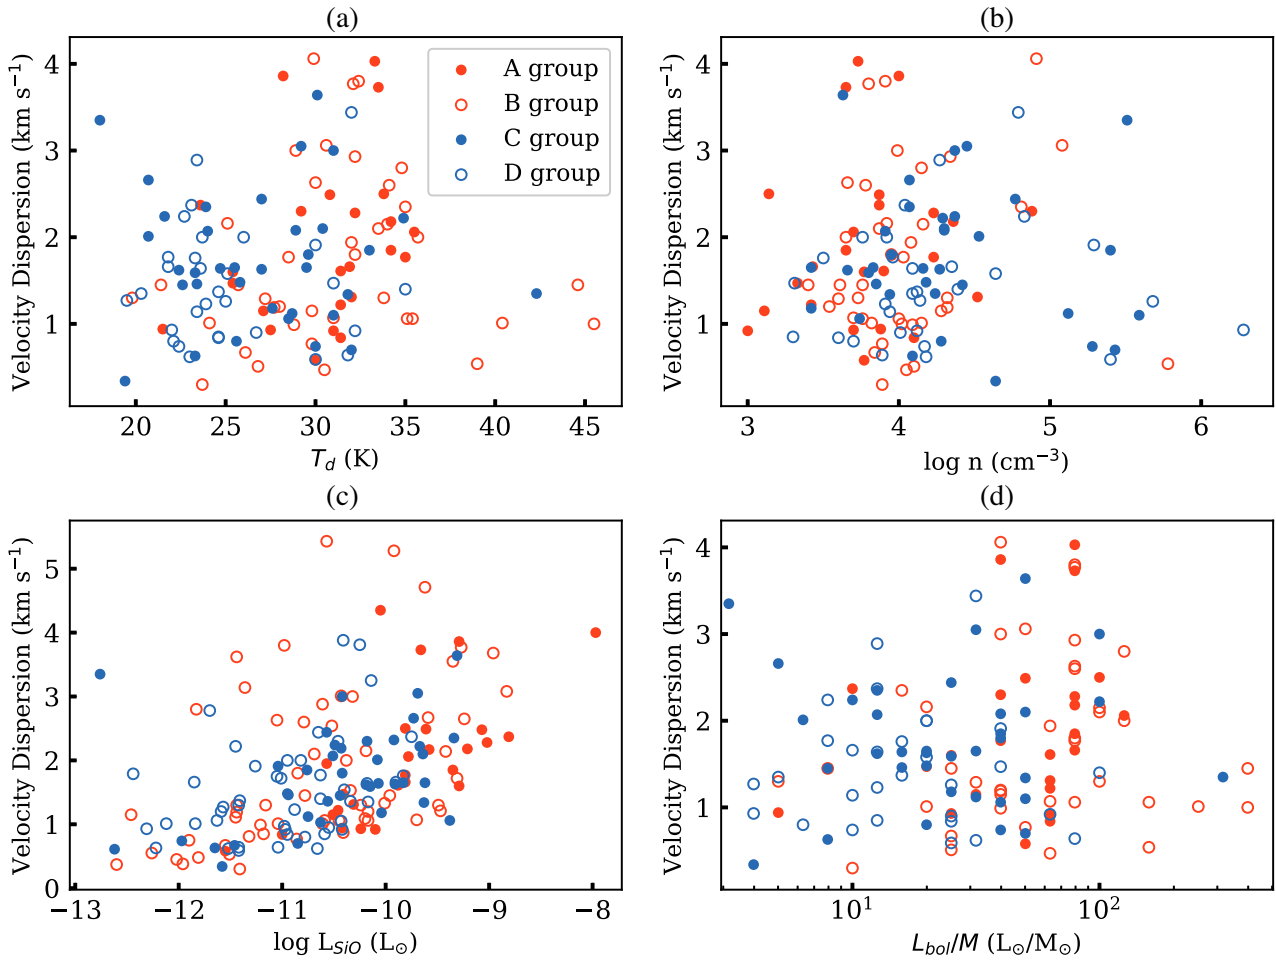 (a)
Velocity Dispersion (km s⁻¹)
4
3
2
1
20 25 30 35 40 45
T_d (K)
A group
B group
C group
D group
(b)
Velocity Dispersion (km s⁻¹)
4
3
2
1
3 4 5 6
log n (cm⁻³)
(c)
Velocity Dispersion (km s⁻¹)
5
4
3
2
1
0
−13 −12 −11 −10 −9 −8
log L_SiO (L_⊙)
(d)
Velocity Dispersion (km s⁻¹)
4
3
2
1
10¹ 10²
L_bol/M (L_⊙/M_⊙)